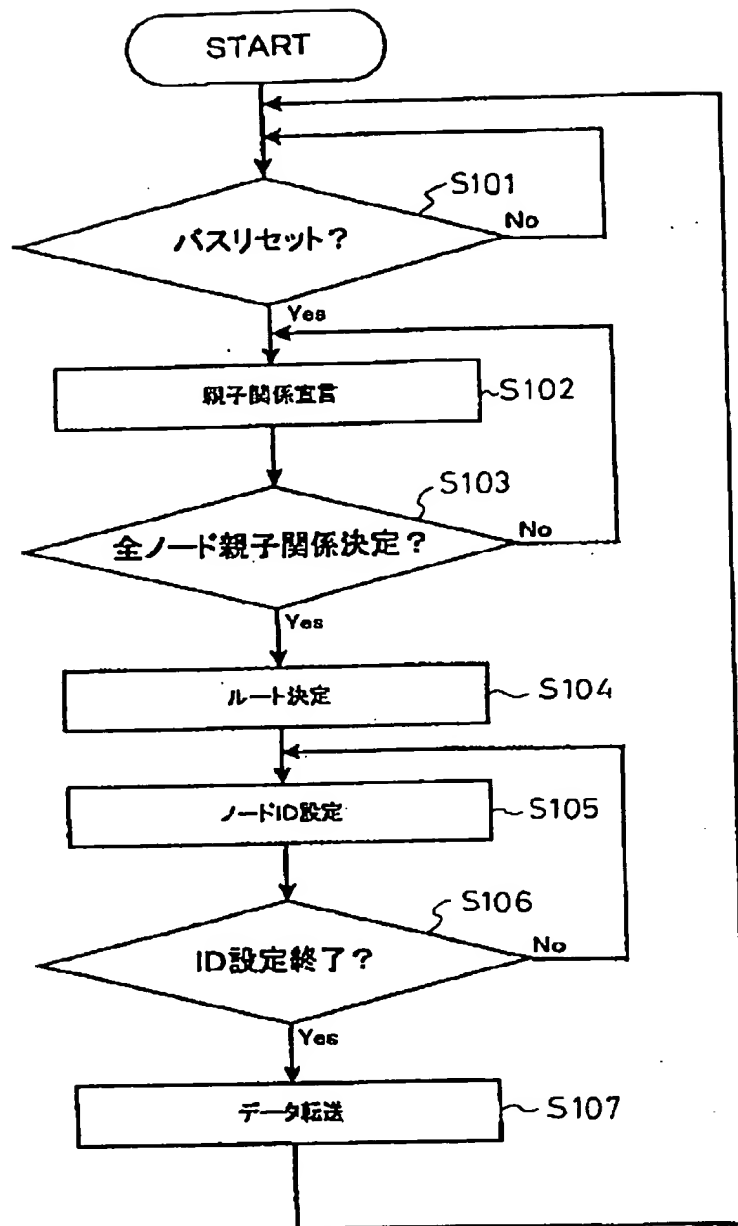 START
S101
バスリセット?
No
Yes
親子関係宣言
S102
S103
全ノード親子関係決定?
No
Yes
ルート決定
S104
ノードID設定
S105
S106
ID設定終了?
No
Yes
データ転送
S107